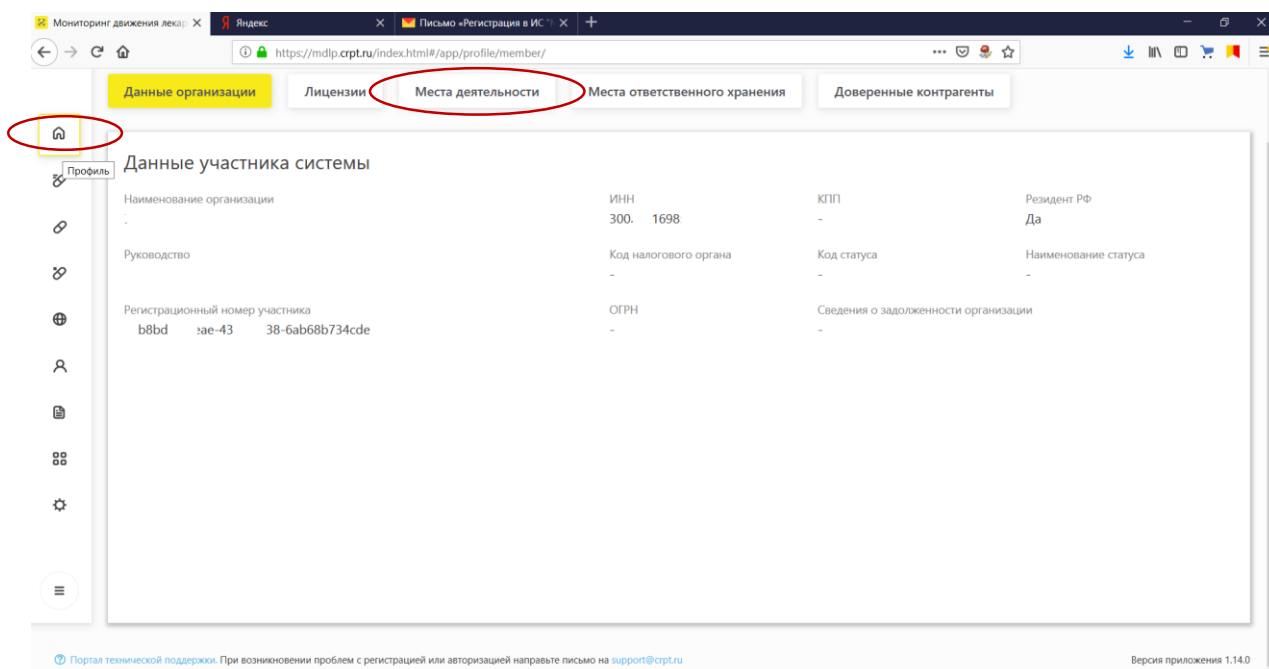 Мониторинг движения лекар
Яндекс
Письмо «Регистрация в ИС "
https://mdlp.crpt.ru/index.html#/app/profile/member/
Данные организации
Лицензии
Места деятельности
Места ответственного хранения
Доверенные контрагенты
Профиль
Данные участника системы
Наименование организации
ИНН
КПП
Резидент РФ
300. 1698
-
Да
Руководство
Код налогового органа
Код статуса
Наименование статуса
-
-
-
Регистрационный номер участника
ОГРН
Сведения о задолженности организации
b8bd eae-43 38-6ab68b734cde
-
-
Портал технической поддержки. При возникновении проблем с регистрацией или авторизацией направьте письмо на support@crpt.ru
Версия приложения 1.14.0